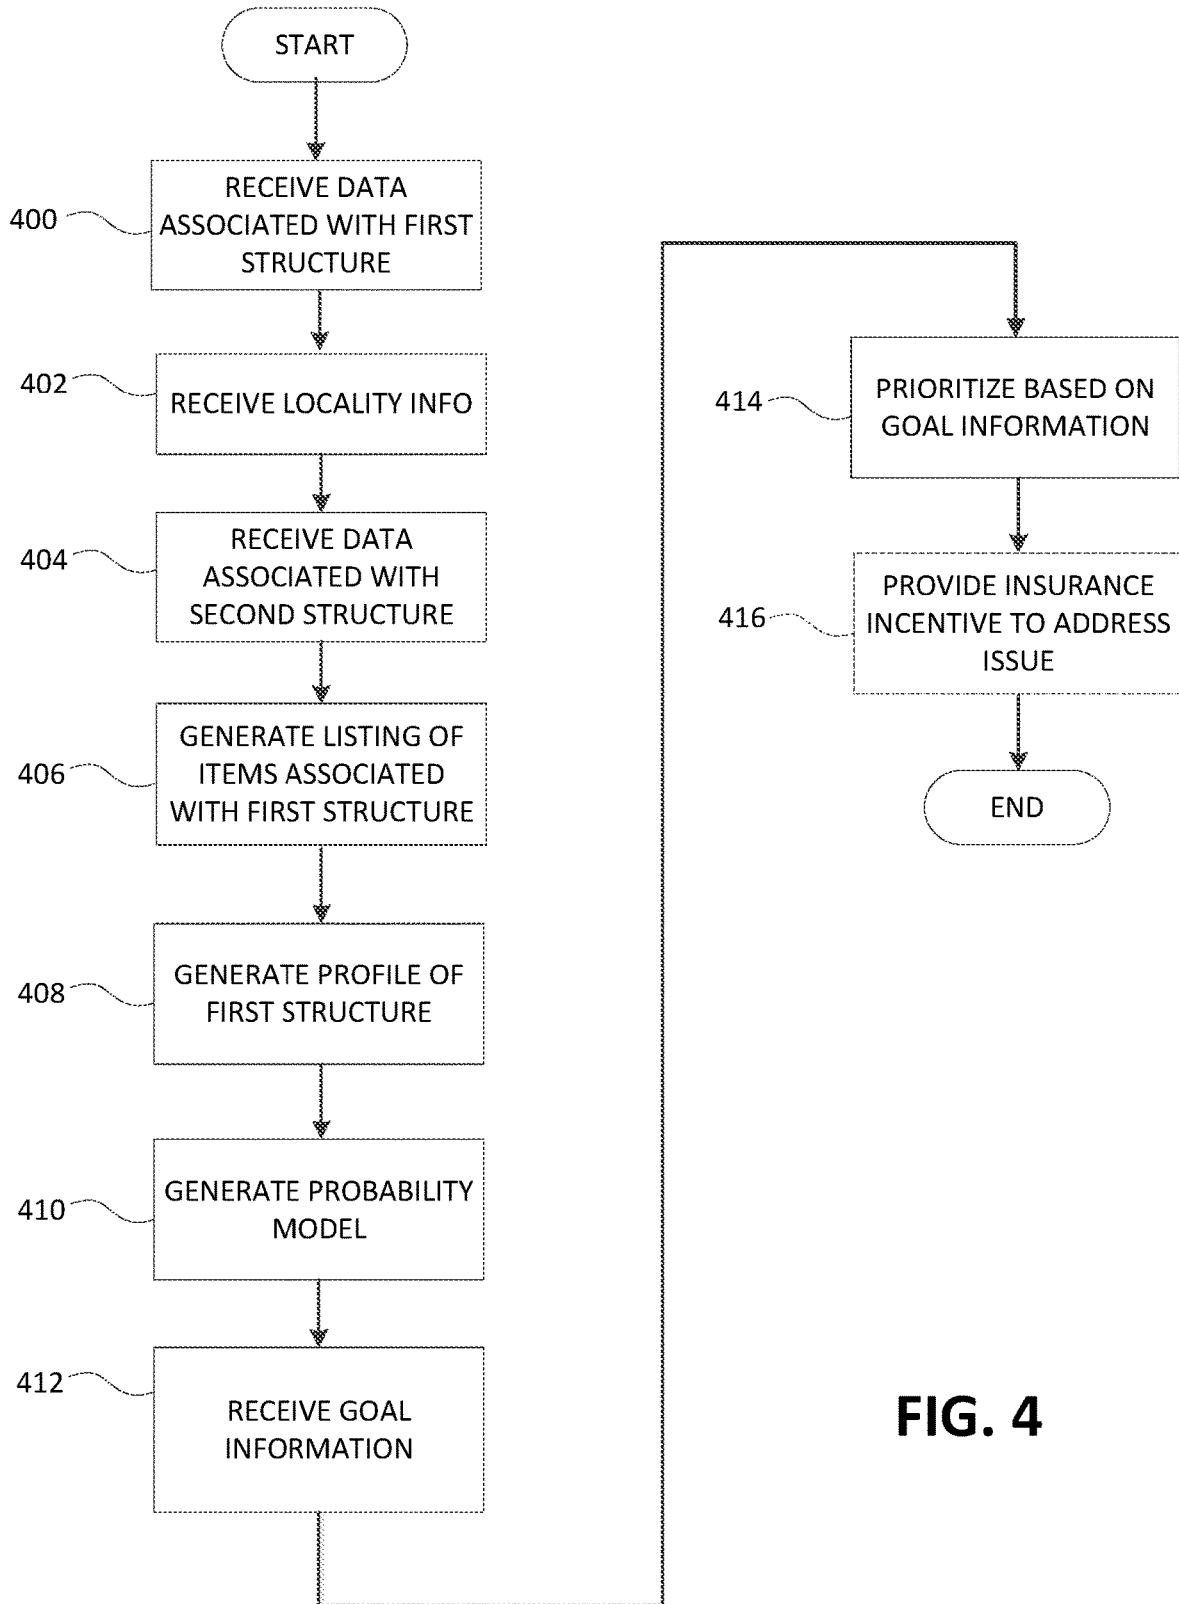 START
400
RECEIVE DATA
ASSOCIATED WITH FIRST
STRUCTURE
402
RECEIVE LOCALITY INFO
404
RECEIVE DATA
ASSOCIATED WITH
SECOND STRUCTURE
406
GENERATE LISTING OF
ITEMS ASSOCIATED
WITH FIRST STRUCTURE
408
GENERATE PROFILE OF
FIRST STRUCTURE
410
GENERATE PROBABILITY
MODEL
412
RECEIVE GOAL
INFORMATION
414
PRIORITIZE BASED ON
GOAL INFORMATION
416
PROVIDE INSURANCE
INCENTIVE TO ADDRESS
ISSUE
END
FIG. 4